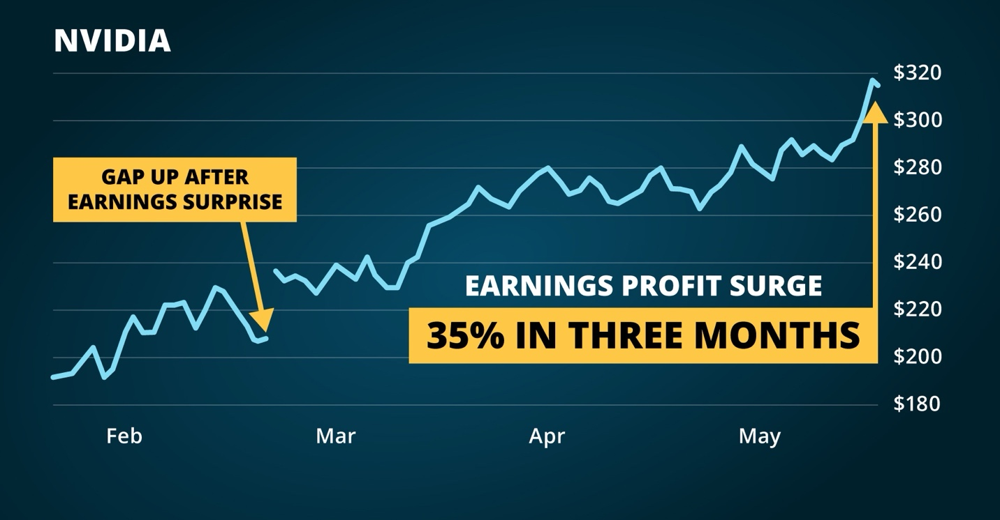 NVIDIA
$320
$300
GAP UP AFTER
EARNINGS SURPRISE
$280
$260
$240
EARNINGS PROFIT SURGE
$220
35% IN THREE MONTHS
$200
$180
Feb Mar Apr May